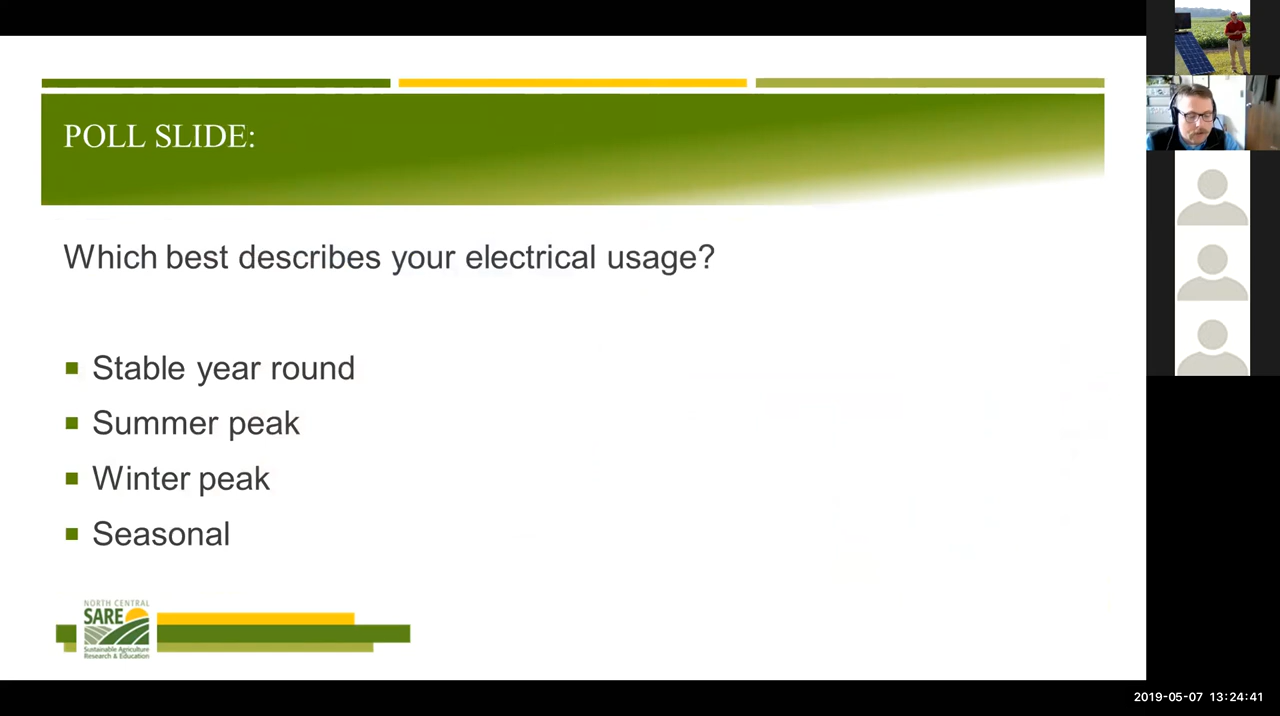 POLL SLIDE:
Which best describes your electrical usage?
Stable year round
Summer peak
Winter peak
Seasonal
NORTH CENTRAL
SARE
Sustainable Agriculture
Research & Education
2019-05-07 13:24:41